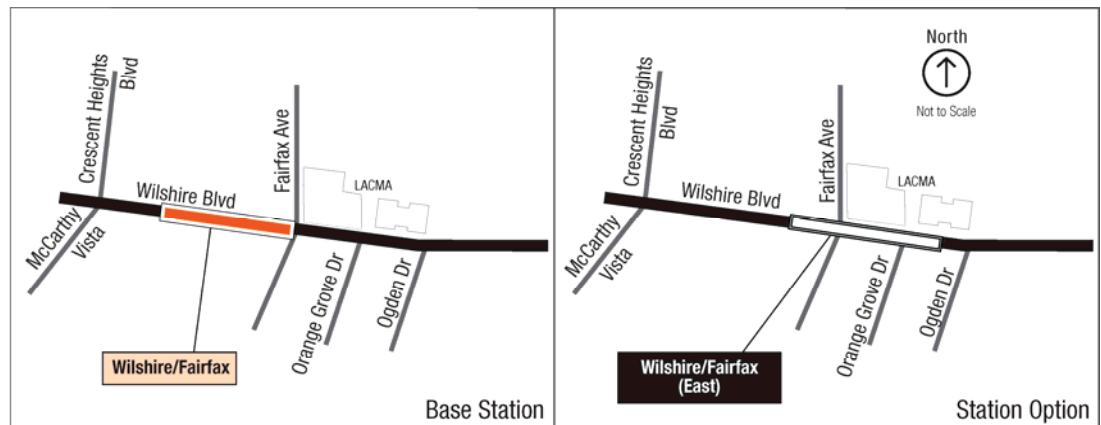 Crescent Heights
Blvd
Fairfax Ave
Wilshire Blvd
LACMA
McCarthy
Vista
Orange Grove Dr
Ogden Dr
Wilshire/Fairfax
Base Station
North
Not to Scale
Crescent Heights
Blvd
Fairfax Ave
Wilshire Blvd
LACMA
McCarthy
Vista
Orange Grove Dr
Ogden Dr
Wilshire/Fairfax
(East)
Station Option